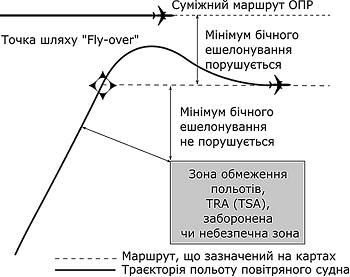 Суміжний маршрут ОПР
Точка шляху "Fly-over"
Мінімум бічного
ешелонування
порушується
Мінімум бічного
ешелонування
не порушується
Зона обмеження
польотів,
TRA (TSA),
заборонена
чи небезпечна зона
Маршрут, що зазначений на картах
Траєкторія польоту повітряного судна